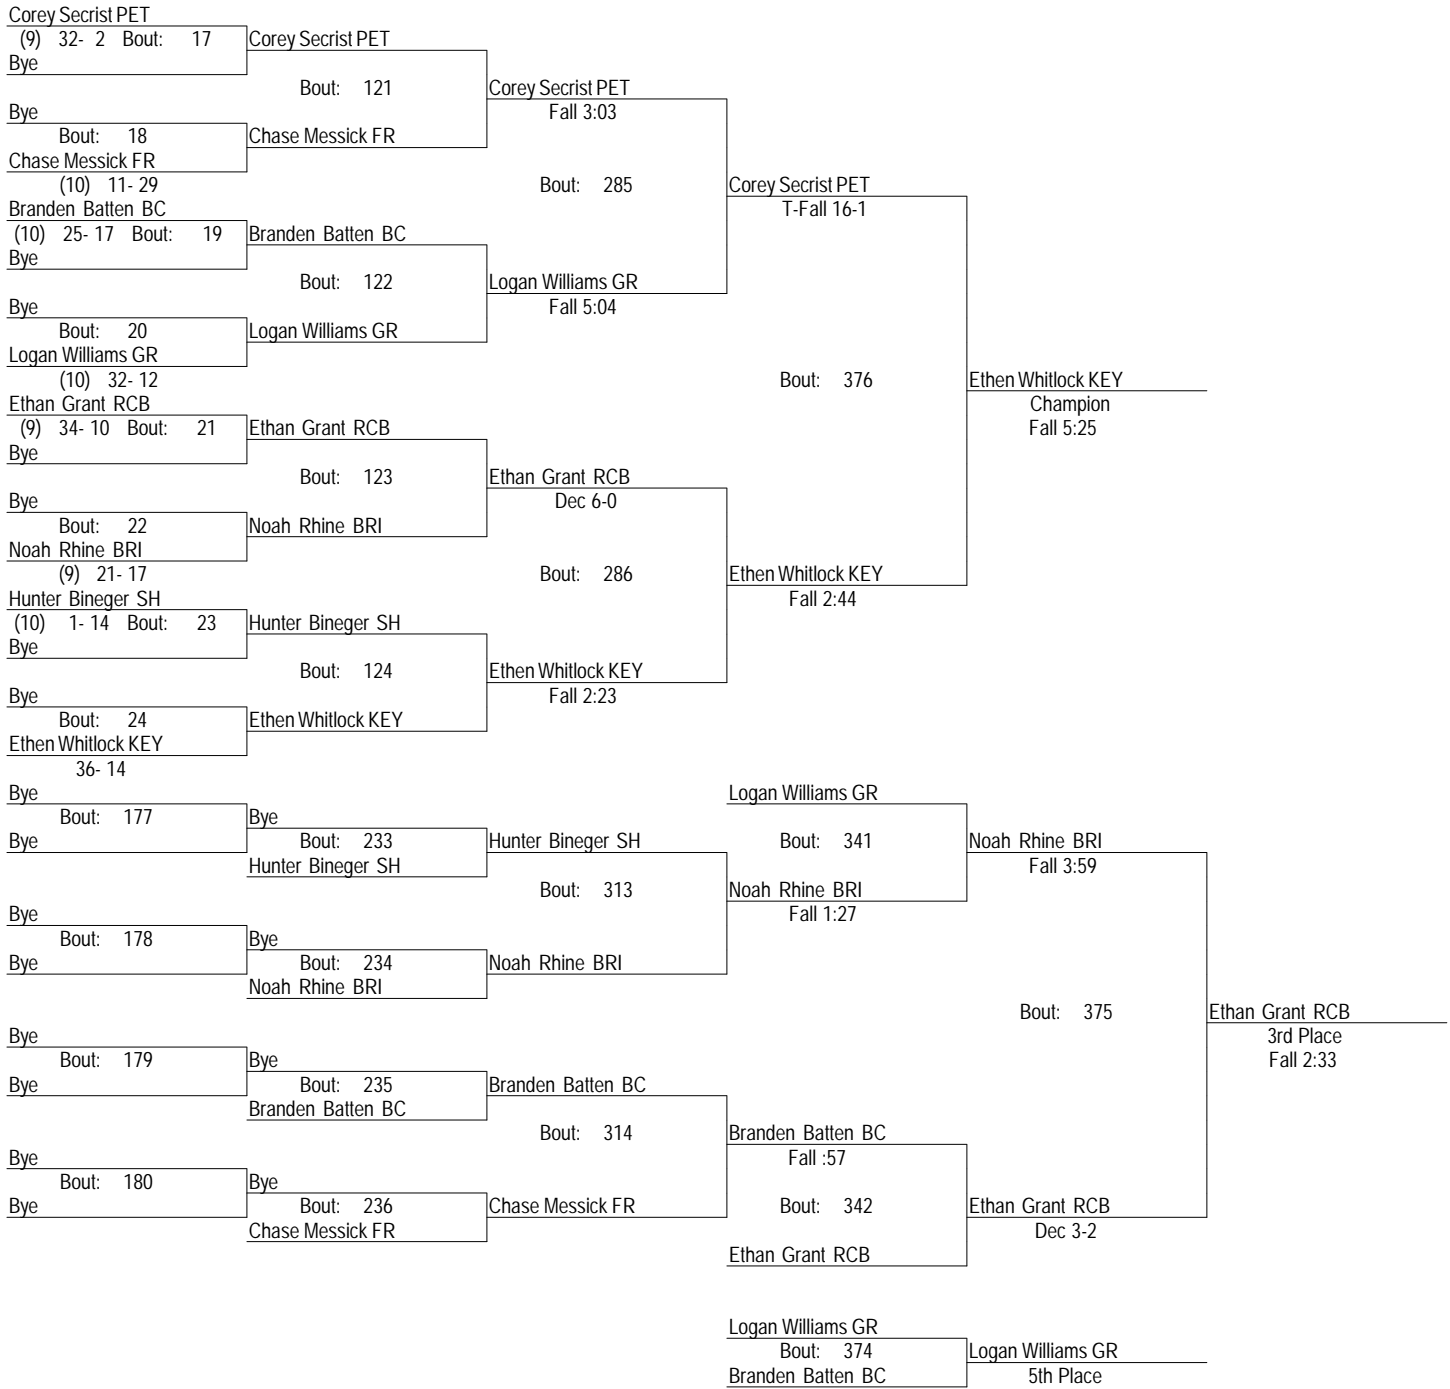 Corey Secrist PET
(9) 32- 2 Bout: 17 Corey Secrist PET
Bye
Bout: 121 Corey Secrist PET
Bye Fall 3:03
Bout: 18 Chase Messick FR
Chase Messick FR
(10) 11- 29 Bout: 285 Corey Secrist PET
Branden Batten BC T-Fall 16-1
(10) 25- 17 Bout: 19 Branden Batten BC
Bye
Bout: 122 Logan Williams GR
Bye Fall 5:04
Bout: 20 Logan Williams GR
Logan Williams GR
(10) 32- 12 Bout: 376 Ethen Whitlock KEY
Ethan Grant RCB Champion
(9) 34- 10 Bout: 21 Ethan Grant RCB Fall 5:25
Bye
Bout: 123 Ethan Grant RCB
Bye Dec 6-0
Bout: 22 Noah Rhine BRI
Noah Rhine BRI
(9) 21- 17 Bout: 286 Ethen Whitlock KEY
Hunter Bineger SH Fall 2:44
(10) 1- 14 Bout: 23 Hunter Bineger SH
Bye
Bout: 124 Ethen Whitlock KEY
Bye Fall 2:23
Bout: 24 Ethen Whitlock KEY
Ethen Whitlock KEY
36- 14
Bye Logan Williams GR
Bout: 177 Bye
Bye Bout: 233 Hunter Bineger SH Bout: 341 Noah Rhine BRI
Hunter Bineger SH Fall 3:59
Bout: 313 Noah Rhine BRI
Bye Fall 1:27
Bout: 178 Bye
Bye Bout: 234 Noah Rhine BRI
Noah Rhine BRI
Bout: 375 Ethan Grant RCB
Bye 3rd Place
Bout: 179 Bye Fall 2:33
Bye Bout: 235 Branden Batten BC
Branden Batten BC
Bout: 314 Branden Batten BC
Bye Fall :57
Bout: 180 Bye
Bye Bout: 236 Chase Messick FR Bout: 342 Ethan Grant RCB
Chase Messick FR Dec 3-2
Ethan Grant RCB
Logan Williams GR
Bout: 374 Logan Williams GR
Branden Batten BC 5th Place